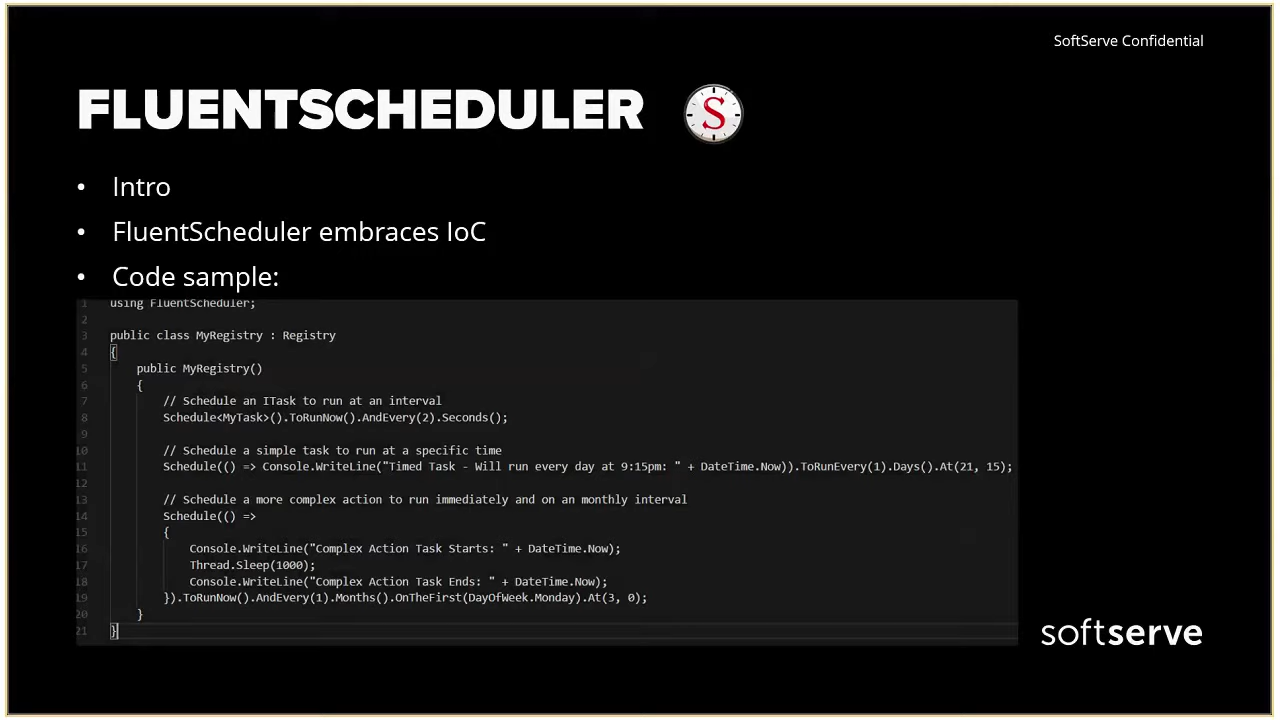 SoftServe Confidential
FLUENTSCHEDULER S
• Intro
• FluentScheduler embraces IoC
• Code sample:
1 using FluentScheduler;
2
3 public class MyRegistry : Registry
4 {
5 public MyRegistry()
6 {
7 // Schedule an ITask to run at an interval
8 Schedule<MyTask>().ToRunNow().AndEvery(2).Seconds();
9
10 // Schedule a simple task to run at a specific time
11 Schedule(() => Console.WriteLine("Timed Task - Will run every day at 9:15pm: " + DateTime.Now)).ToRunEvery(1).Days().At(21, 15);
12
13 // Schedule a more complex action to run immediately and on an monthly interval
14 Schedule(() =>
15 {
16 Console.WriteLine("Complex Action Task Starts: " + DateTime.Now);
17 Thread.Sleep(1000);
18 Console.WriteLine("Complex Action Task Ends: " + DateTime.Now);
19 }).ToRunNow().AndEvery(1).Months().OnTheFirst(DayOfWeek.Monday).At(3, 0);
20 }
21 }
softserve